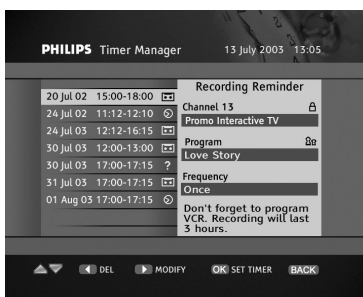 PHILIPS Timer Manager 13 July 2003 13:05
20 Jul 02 15:00-18:00
24 Jul 02 11:12-12:10
24 Jul 03 12:12-16:15
30 Jul 03 12:00-13:00
30 Jul 03 17:00-17:15 ?
31 Jul 03 17:00-17:15
01 Aug 03 17:00-17:15
Recording Reminder
Channel 13
Promo Interactive TV
Program
Love Story
Frequency
Once
Don't forget to program
VCR. Recording will last
3 hours.
DEL MODIFY OK SET TIMER BACK